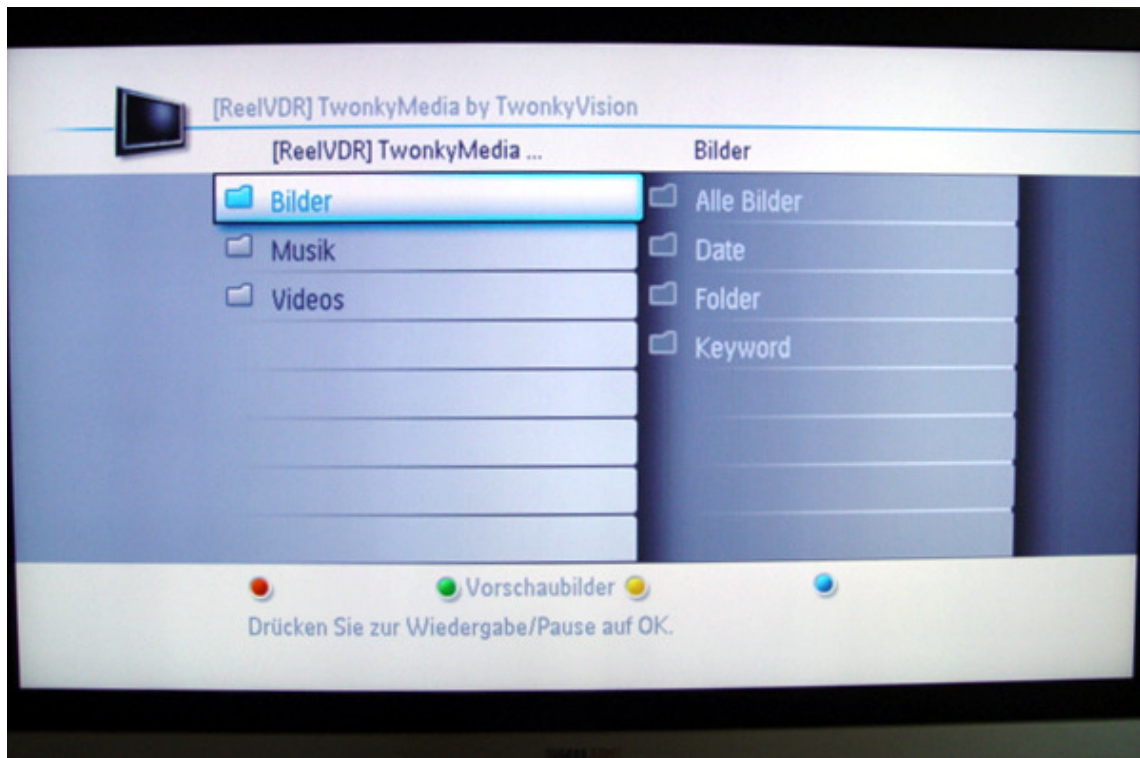 [ReelVDR] TwonkyMedia by TwonkyVision
[ReelVDR] TwonkyMedia ... Bilder
Bilder Alle Bilder
Musik Date
Videos Folder
Keyword
Vorschaubilder
Drücken Sie zur Wiedergabe/Pause auf OK.